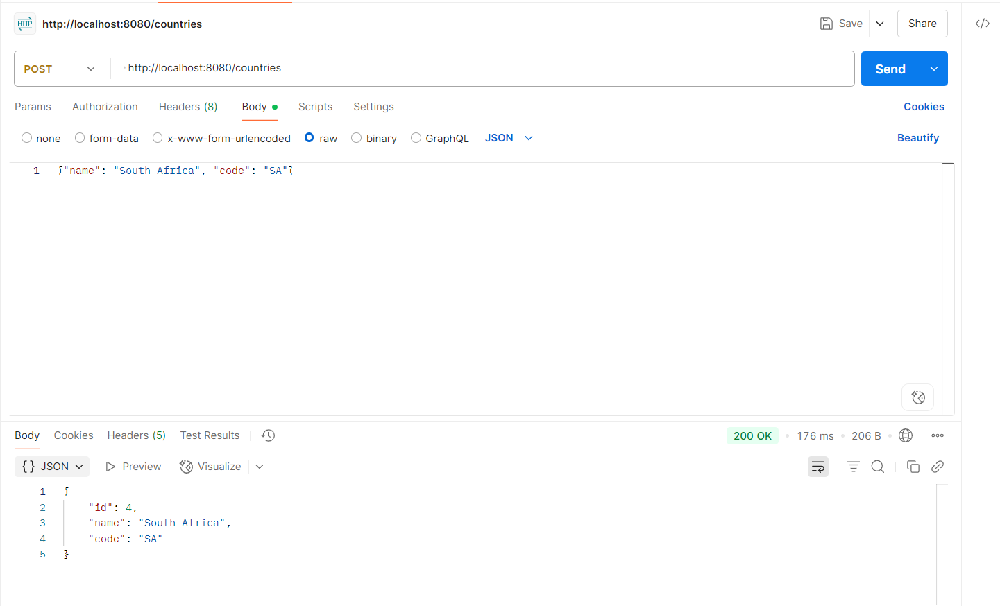 HTTP http://localhost:8080/countries Save Share
POST http://localhost:8080/countries Send
Params Authorization Headers (8) Body Scripts Settings Cookies
none form-data x-www-form-urlencoded raw binary GraphQL JSON Beautify
1 {"name": "South Africa", "code": "SA"}
Body Cookies Headers (5) Test Results 200 OK 176 ms 206 B
{} JSON Preview Visualize
1 {
2 "id": 4,
3 "name": "South Africa",
4 "code": "SA"
5 }